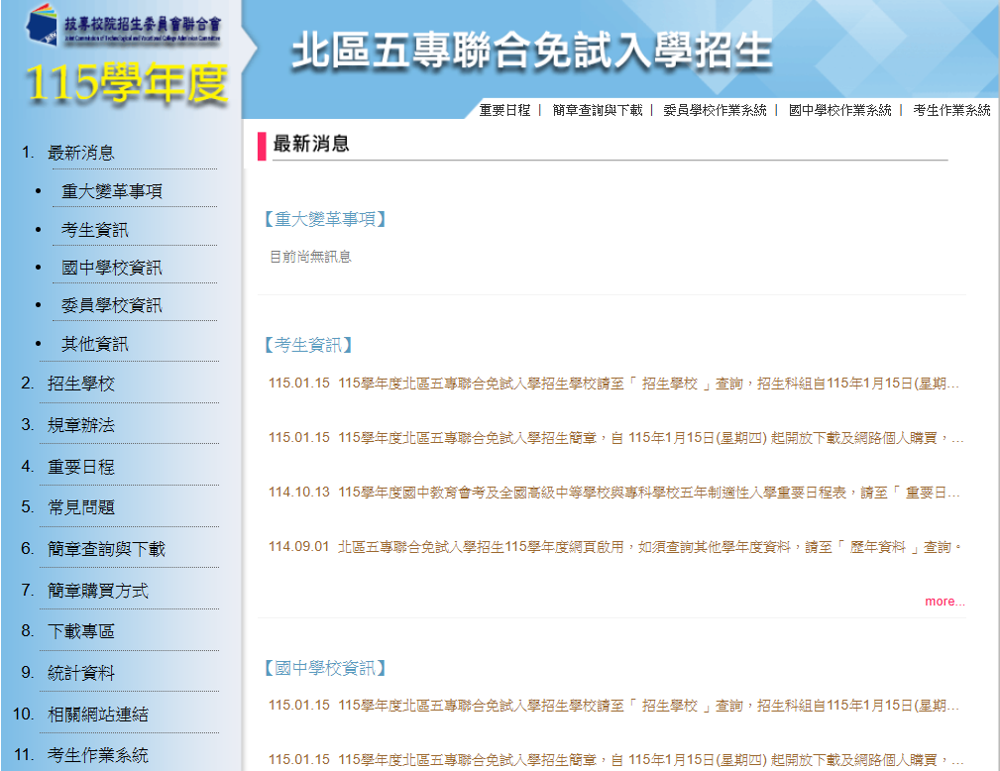 技專校院招生委員會聯合會
Joint Commission of Technological and Vocational College Admission Committee
115學年度
北區五專聯合免試入學招生
重要日程 | 簡章查詢與下載 | 委員學校作業系統 | 國中學校作業系統 | 考生作業系統
1. 最新消息
• 重大變革事項
• 考生資訊
• 國中學校資訊
• 委員學校資訊
• 其他資訊
2. 招生學校
3. 規章辦法
4. 重要日程
5. 常見問題
6. 簡章查詢與下載
7. 簡章購買方式
8. 下載專區
9. 統計資料
10. 相關網站連結
11. 考生作業系統
最新消息
【重大變革事項】
目前尚無訊息
【考生資訊】
115.01.15 115學年度北區五專聯合免試入學招生學校請至「 招生學校 」查詢，招生科組自115年1月15日(星期...
115.01.15 115學年度北區五專聯合免試入學招生簡章，自 115年1月15日(星期四) 起開放下載及網路個人購買，...
114.10.13 115學年度國中教育會考及全國高級中等學校與專科學校五年制適性入學重要日程表，請至「 重要日...
114.09.01 北區五專聯合免試入學招生115學年度網頁啟用，如須查詢其他學年度資料，請至「 歷年資料 」查詢。
more...
【國中學校資訊】
115.01.15 115學年度北區五專聯合免試入學招生學校請至「 招生學校 」查詢，招生科組自115年1月15日(星期...
115.01.15 115學年度北區五專聯合免試入學招生簡章，自 115年1月15日(星期四) 起開放下載及網路個人購買，...